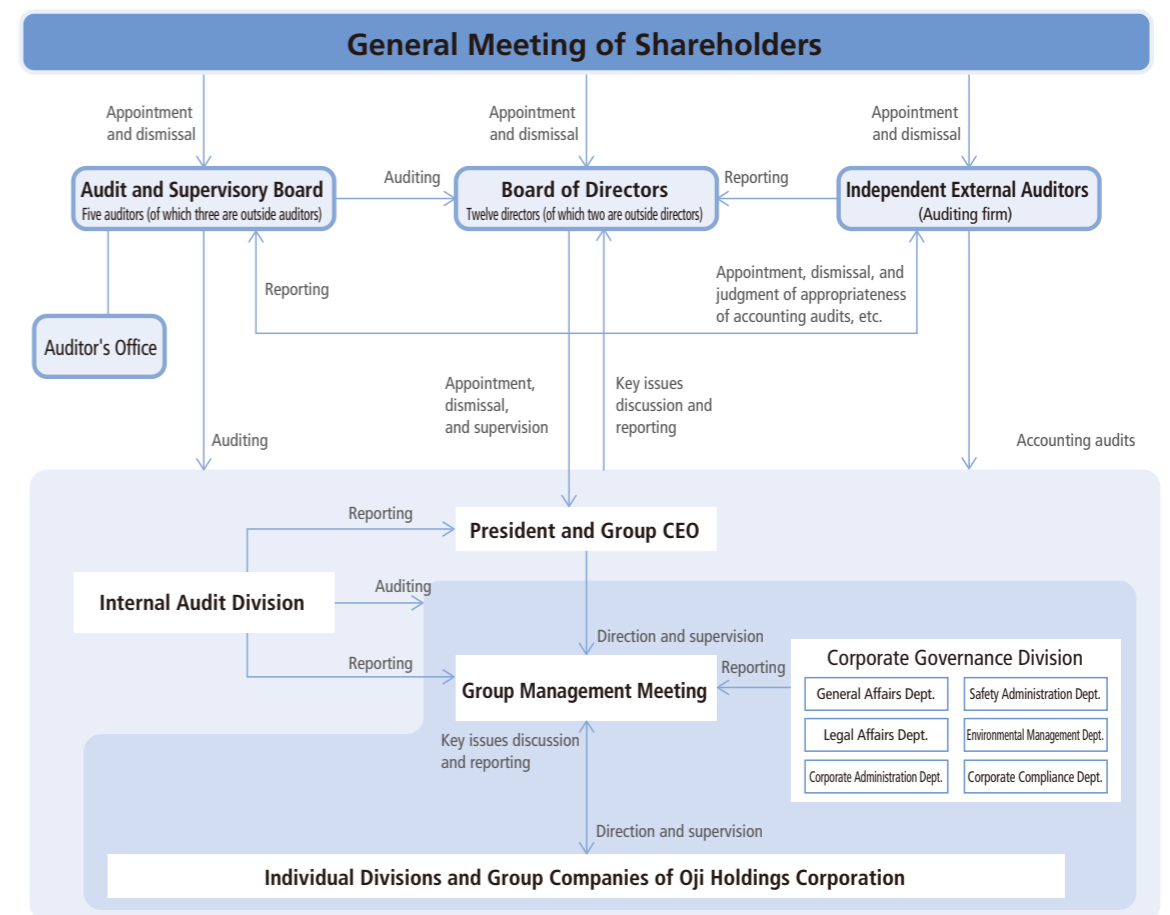 General Meeting of Shareholders
Appointment
and dismissal
Appointment
and dismissal
Appointment
and dismissal
Audit and Supervisory Board
Five auditors (of which three are outside auditors)
Auditing
Board of Directors
Twelve directors (of which two are outside directors)
Reporting
Independent External Auditors
(Auditing firm)
Reporting
Appointment, dismissal, and
judgment of appropriateness
of accounting audits, etc.
Auditor's Office
Appointment,
dismissal,
and supervision
Key issues
discussion and
reporting
Auditing
Accounting audits
Reporting
President and Group CEO
Internal Audit Division
Auditing
Direction and supervision
Reporting
Group Management Meeting
Reporting
Corporate Governance Division
General Affairs Dept.
Safety Administration Dept.
Legal Affairs Dept.
Environmental Management Dept.
Corporate Administration Dept.
Corporate Compliance Dept.
Key issues discussion
and reporting
Direction and supervision
Individual Divisions and Group Companies of Oji Holdings Corporation